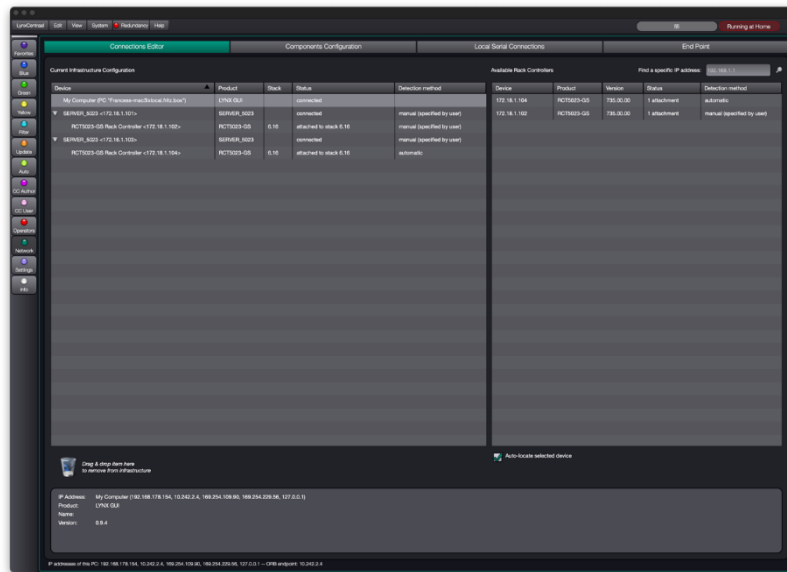 LynxCentraal Edit View System Redundancy Help
Running at Home
Favorites
Blue
Green
Yellow
Filter
Update
Auto
CC Author
CC User
Operators
Network
Settings
Info
Connections Editor Components Configuration Local Serial Connections End Point
Current Infrastructure Configuration
Device Product Stack Status Detection method
My Computer (PC "Francess-macBklocal.fritz.box") LYNX GUI connected
SERVER_5023 <172.18.1.101> SERVER_5023 connected manual (specified by user)
RCT5023-GS Rack Controller <172.18.1.102> RCT5023-GS 6.16 attached to stack 6.16 manual (specified by user)
SERVER_5023 <172.18.1.103> SERVER_5023 connected manual (specified by user)
RCT5023-GS Rack Controller <172.18.1.104> RCT5023-GS 6.16 attached to stack 6.16 automatic
Available Rack Controllers Find a specific IP address: 192.168.1.1
Device Product Version Status Detection method
172.18.1.104 RCT5023-GS 735.00.00 1 attachment automatic
172.18.1.102 RCT5023-GS 735.00.00 1 attachment manual (specified by user)
Drag & drop item here
to remove from infrastructure
Auto-locate selected device
IP Address: My Computer (192.168.178.154, 10.242.2.4, 169.254.109.90, 169.254.229.56, 127.0.0.1)
Product: LYNX GUI
Name:
Version: 0.9.4
IP addresses of this PC: 192.168.178.154, 10.242.2.4, 169.254.109.90, 169.254.229.56, 127.0.0.1 -- ORB endpoint: 10.242.2.4